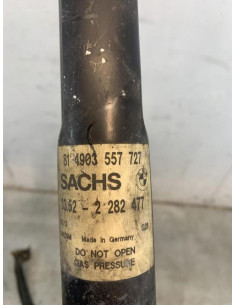 81 4903 557 727
SACHS
33.52 - 2 282 477
Made in Germany
DO NOT OPEN
GAS PRESSURE